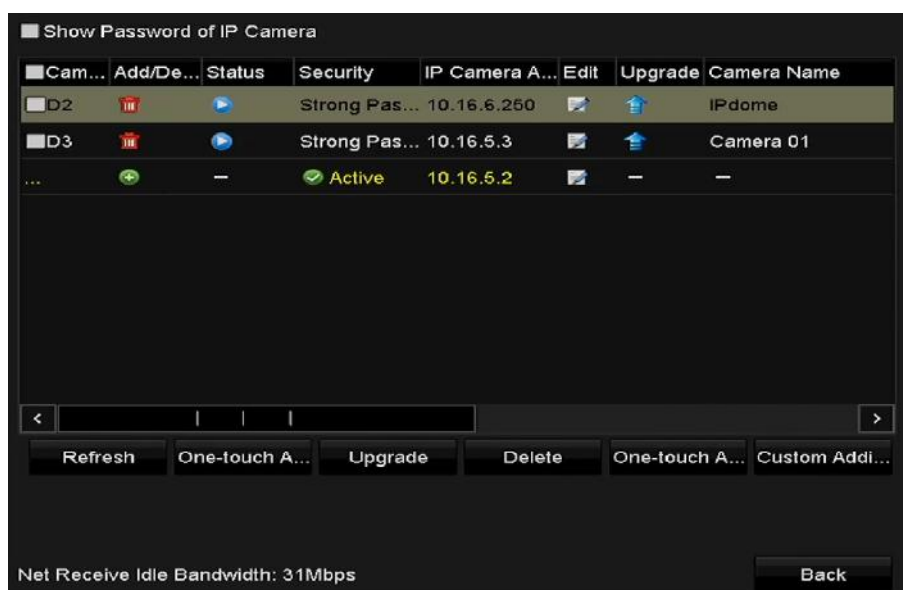 Show Password of IP Camera
Cam... Add/De... Status Security IP Camera A... Edit Upgrade Camera Name
D2 Strong Pas... 10.16.6.250 IPdome
D3 Strong Pas... 10.16.5.3 Camera 01
... — Active 10.16.5.2 — —
Refresh One-touch A... Upgrade Delete One-touch A... Custom Addi...
Net Receive Idle Bandwidth: 31Mbps Back